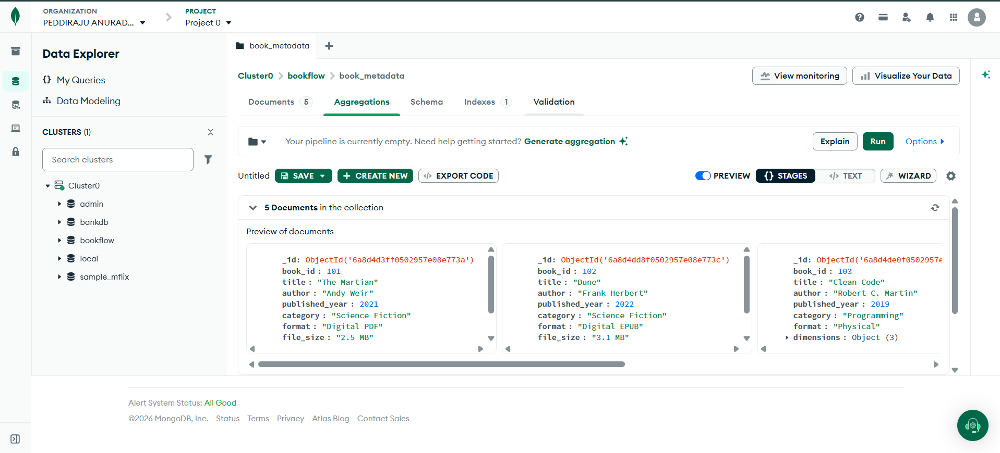 ORGANIZATION
PEDDIRAJU ANURAD...
PROJECT
Project 0
Data Explorer
My Queries
Data Modeling
CLUSTERS (1)
Search clusters
Cluster0
admin
bankdb
bookflow
local
sample_mflix
book_metadata
Cluster0 bookflow book_metadata
View monitoring
Visualize Your Data
Documents 5 Aggregations Schema Indexes 1 Validation
Your pipeline is currently empty. Need help getting started? Generate aggregation
Explain Run Options
Untitled SAVE CREATE NEW </> EXPORT CODE
PREVIEW {} STAGES </> TEXT WIZARD
5 Documents in the collection
Preview of documents
_id: ObjectId('6a8d4d3ff0502957e08e773a')
book_id : 101
title : "The Martian"
author : "Andy Weir"
published_year : 2021
category : "Science Fiction"
format : "Digital PDF"
file_size : "2.5 MB"
_id: ObjectId('6a8d4dd8f0502957e08e773c')
book_id : 102
title : "Dune"
author : "Frank Herbert"
published_year : 2022
category : "Science Fiction"
format : "Digital EPUB"
file_size : "3.1 MB"
_id: ObjectId('6a8d4de0f0502957e
book_id : 103
title : "Clean Code"
author : "Robert C. Martin"
published_year : 2019
category : "Programming"
format : "Physical"
dimensions : Object (3)
Alert System Status: All Good
©2026 MongoDB, Inc. Status Terms Privacy Atlas Blog Contact Sales